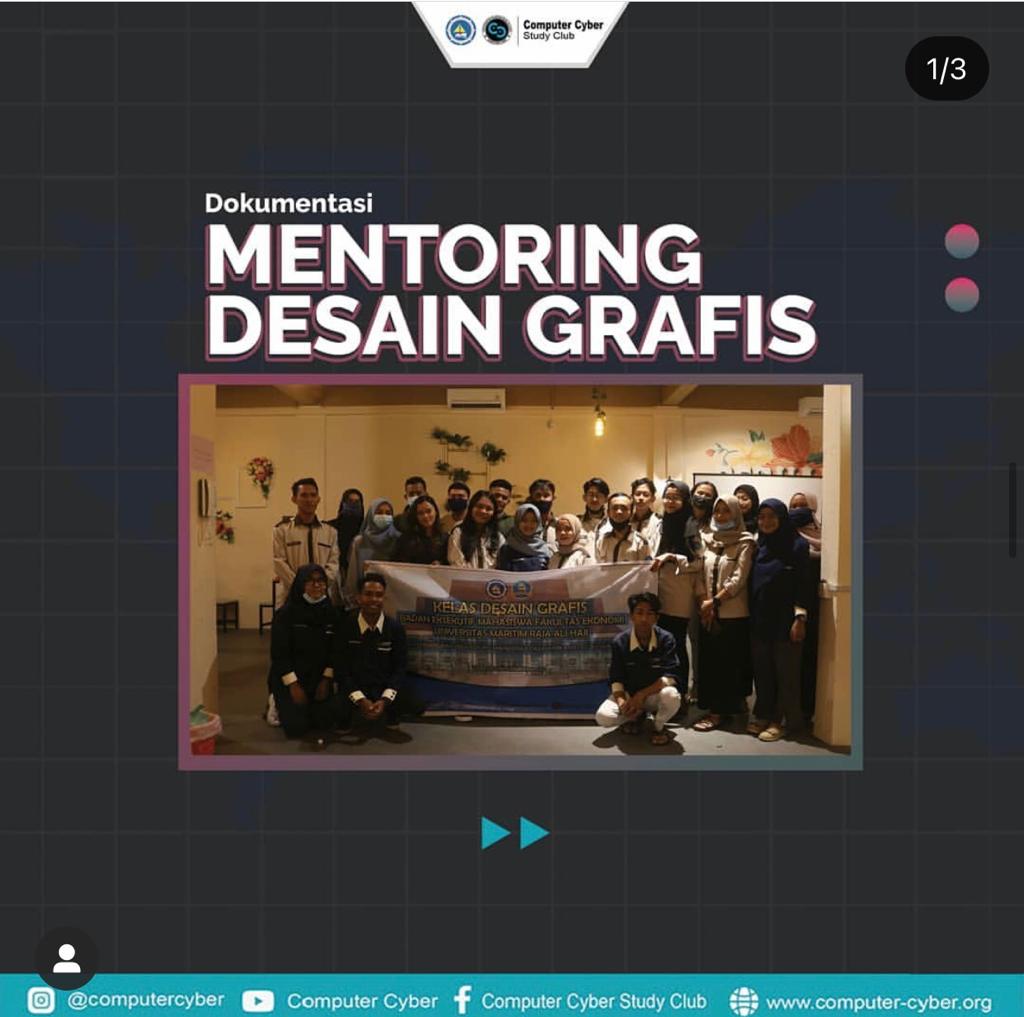 Computer Cyber
Study Club
1/3
Dokumentasi
MENTORING
DESAIN GRAFIS
KELAS DESAIN GRAFIS
BADAN EKSEKUTIF MAHASISWA FAKULTAS EKONOMI
UNIVERSITAS MARITIM RAJA ALI HAJI
@computercyber Computer Cyber Computer Cyber Study Club www.computer-cyber.org